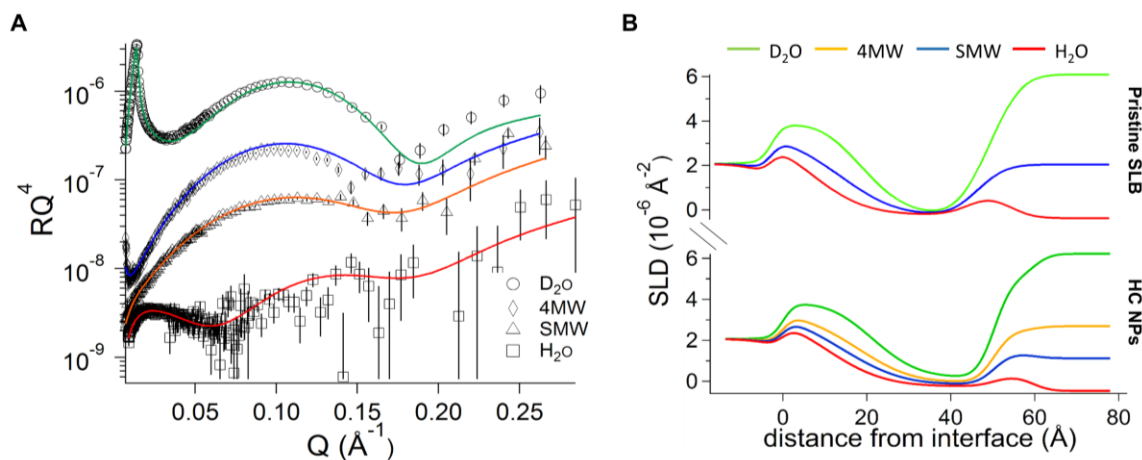 A
RQ⁴
10⁻⁶
10⁻⁷
10⁻⁸
10⁻⁹
D₂O
4MW
SMW
H₂O
0.05 0.10 0.15 0.20 0.25
Q (Å⁻¹)
B
D₂O 4MW SMW H₂O
SLD (10⁻⁶ Å⁻²)
6
4
2
0
Pristine SLB
6
4
2
0
HC NPs
0 20 40 60 80
distance from interface (Å)